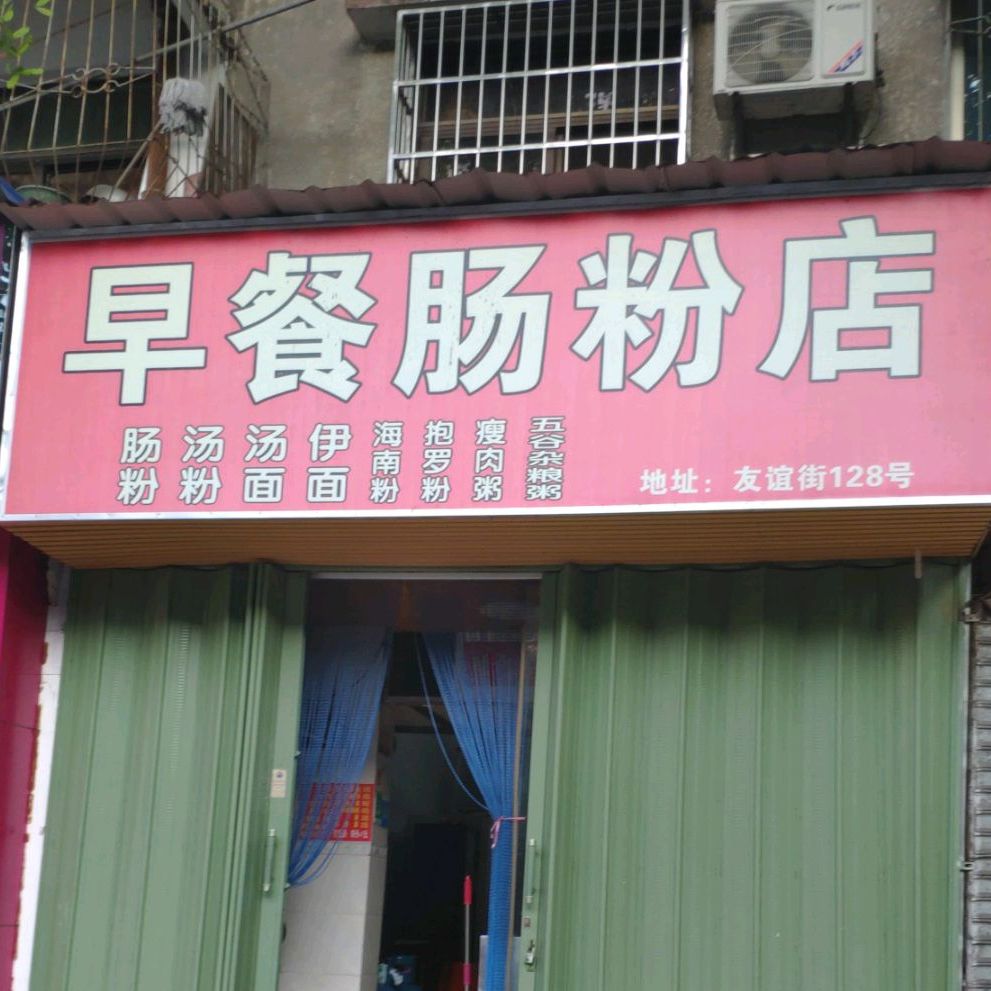 早餐肠粉店
肠粉 汤粉 汤面 伊面 海南粉 抱罗粉 瘦肉粥 五谷杂粮粥
地址：友谊街128号